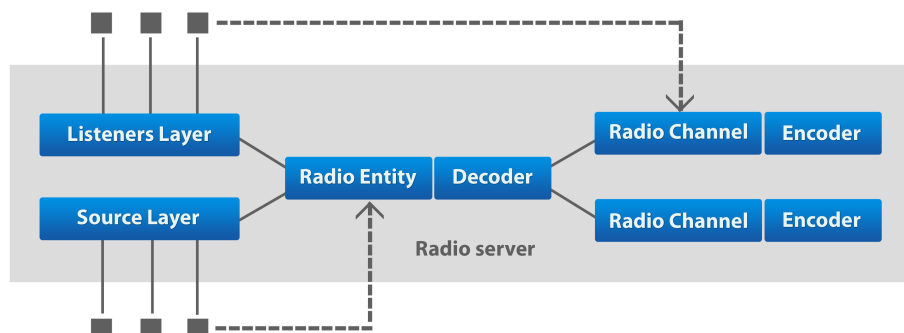 Listeners Layer
Radio Channel
Encoder
Radio Entity
Decoder
Source Layer
Radio Channel
Encoder
Radio server